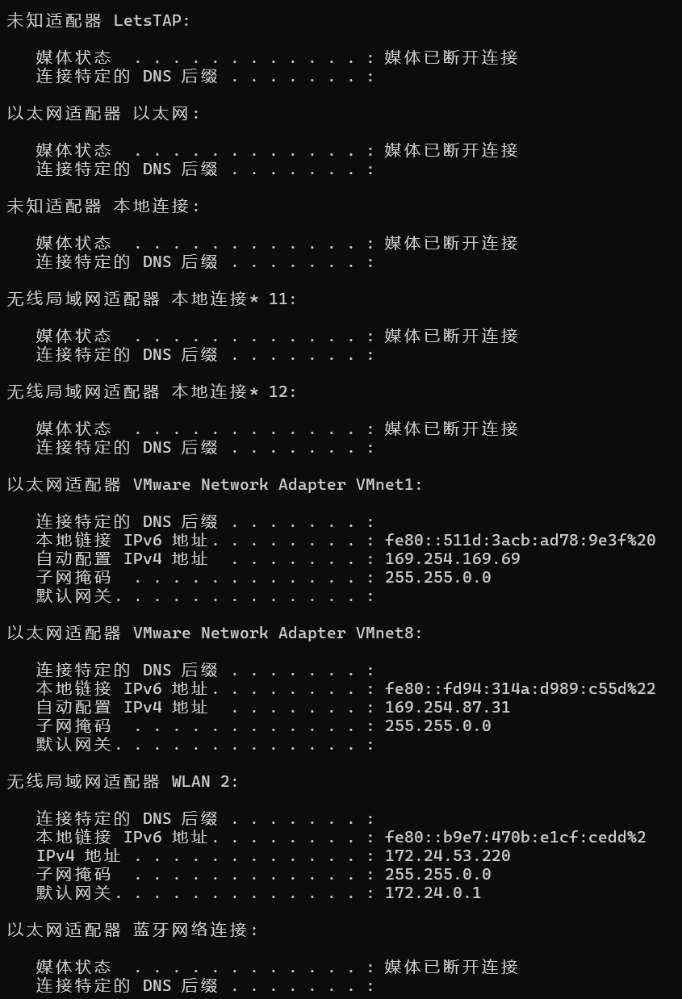 未知适配器 LetsTAP:
媒体状态  . . . . . . . . . . . . : 媒体已断开连接
连接特定的 DNS 后缀 . . . . . . . :
以太网适配器 以太网:
媒体状态  . . . . . . . . . . . . : 媒体已断开连接
连接特定的 DNS 后缀 . . . . . . . :
未知适配器 本地连接:
媒体状态  . . . . . . . . . . . . : 媒体已断开连接
连接特定的 DNS 后缀 . . . . . . . :
无线局域网适配器 本地连接* 11:
媒体状态  . . . . . . . . . . . . : 媒体已断开连接
连接特定的 DNS 后缀 . . . . . . . :
无线局域网适配器 本地连接* 12:
媒体状态  . . . . . . . . . . . . : 媒体已断开连接
连接特定的 DNS 后缀 . . . . . . . :
以太网适配器 VMware Network Adapter VMnet1:
连接特定的 DNS 后缀 . . . . . . . :
本地链接 IPv6 地址. . . . . . . . : fe80::511d:3acb:ad78:9e3f%20
自动配置 IPv4 地址  . . . . . . . : 169.254.169.69
子网掩码  . . . . . . . . . . . . : 255.255.0.0
默认网关. . . . . . . . . . . . . :
以太网适配器 VMware Network Adapter VMnet8:
连接特定的 DNS 后缀 . . . . . . . :
本地链接 IPv6 地址. . . . . . . . : fe80::fd94:314a:d989:c55d%22
自动配置 IPv4 地址  . . . . . . . : 169.254.87.31
子网掩码  . . . . . . . . . . . . : 255.255.0.0
默认网关. . . . . . . . . . . . . :
无线局域网适配器 WLAN 2:
连接特定的 DNS 后缀 . . . . . . . :
本地链接 IPv6 地址. . . . . . . . : fe80::b9e7:470b:e1cf:cedd%2
IPv4 地址 . . . . . . . . . . . . : 172.24.53.220
子网掩码  . . . . . . . . . . . . : 255.255.0.0
默认网关. . . . . . . . . . . . . : 172.24.0.1
以太网适配器 蓝牙网络连接:
媒体状态  . . . . . . . . . . . . : 媒体已断开连接
连接特定的 DNS 后缀 . . . . . . . :